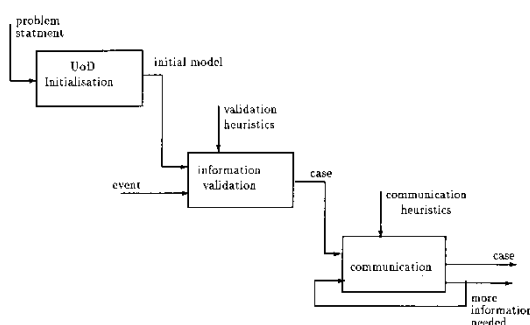 problem
statment
UoD
Initialisation
initial model
validation
heuristics
information
validation
event
case
communication
heuristics
communication
case
more
information
needed